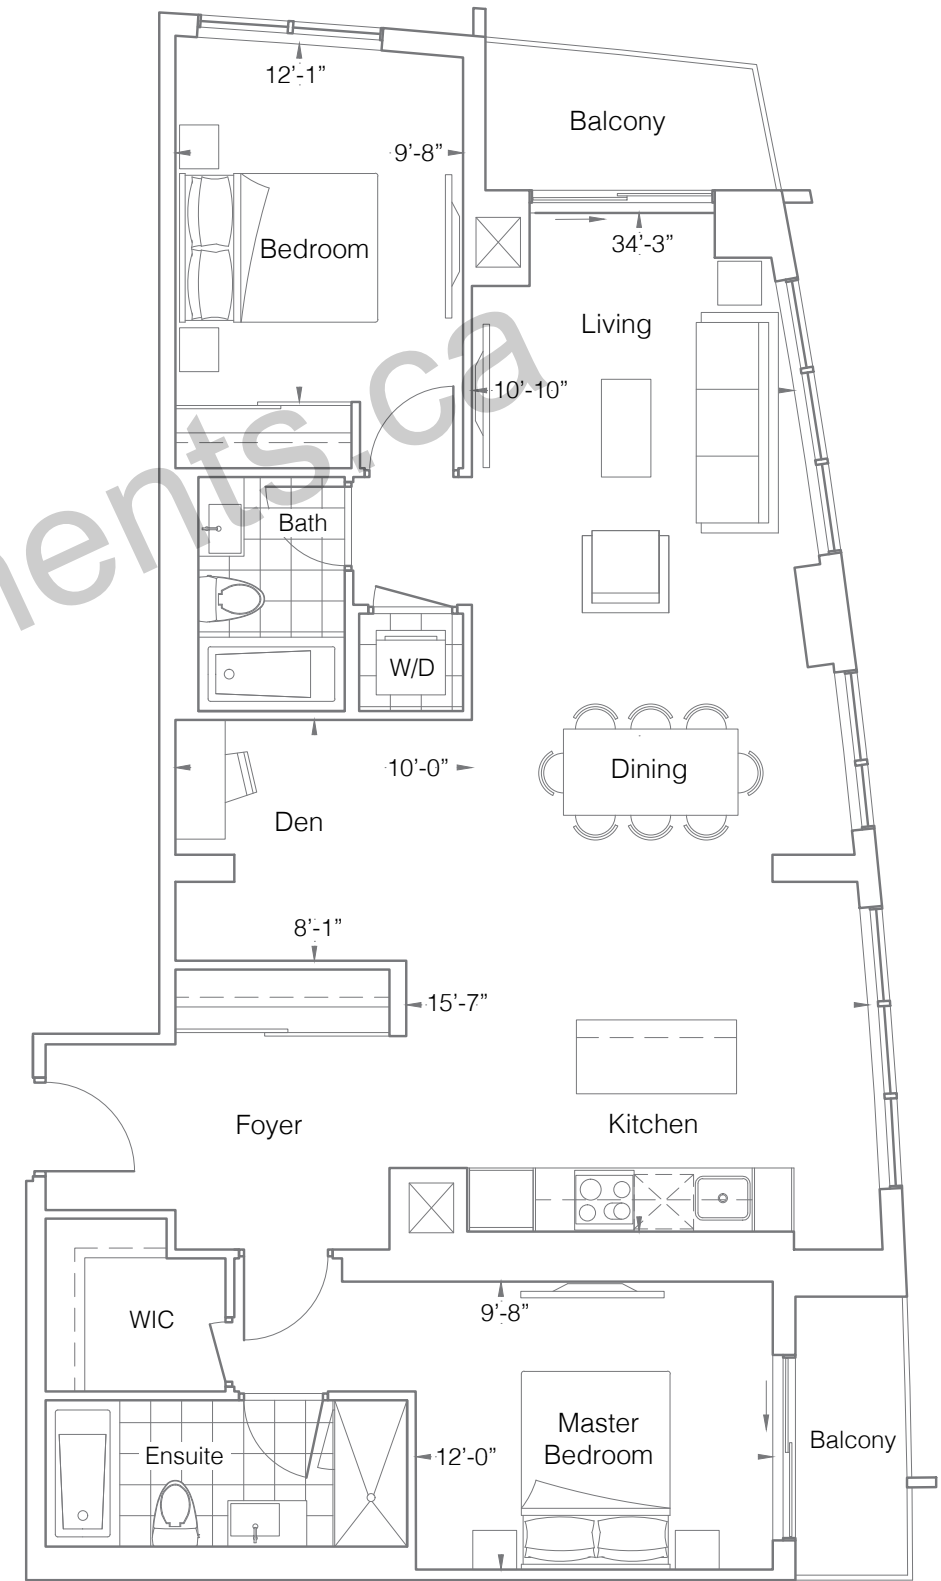 12'-1"
Balcony
9'-8"
Bedroom
34'-3"
Living
10'-10"
ments.ca
Bath
W/D
10'-0"
Dining
Den
8'-1"
15'-7"
Foyer
Kitchen
9'-8"
WIC
Master
Bedroom
Balcony
Ensuite
12'-0"